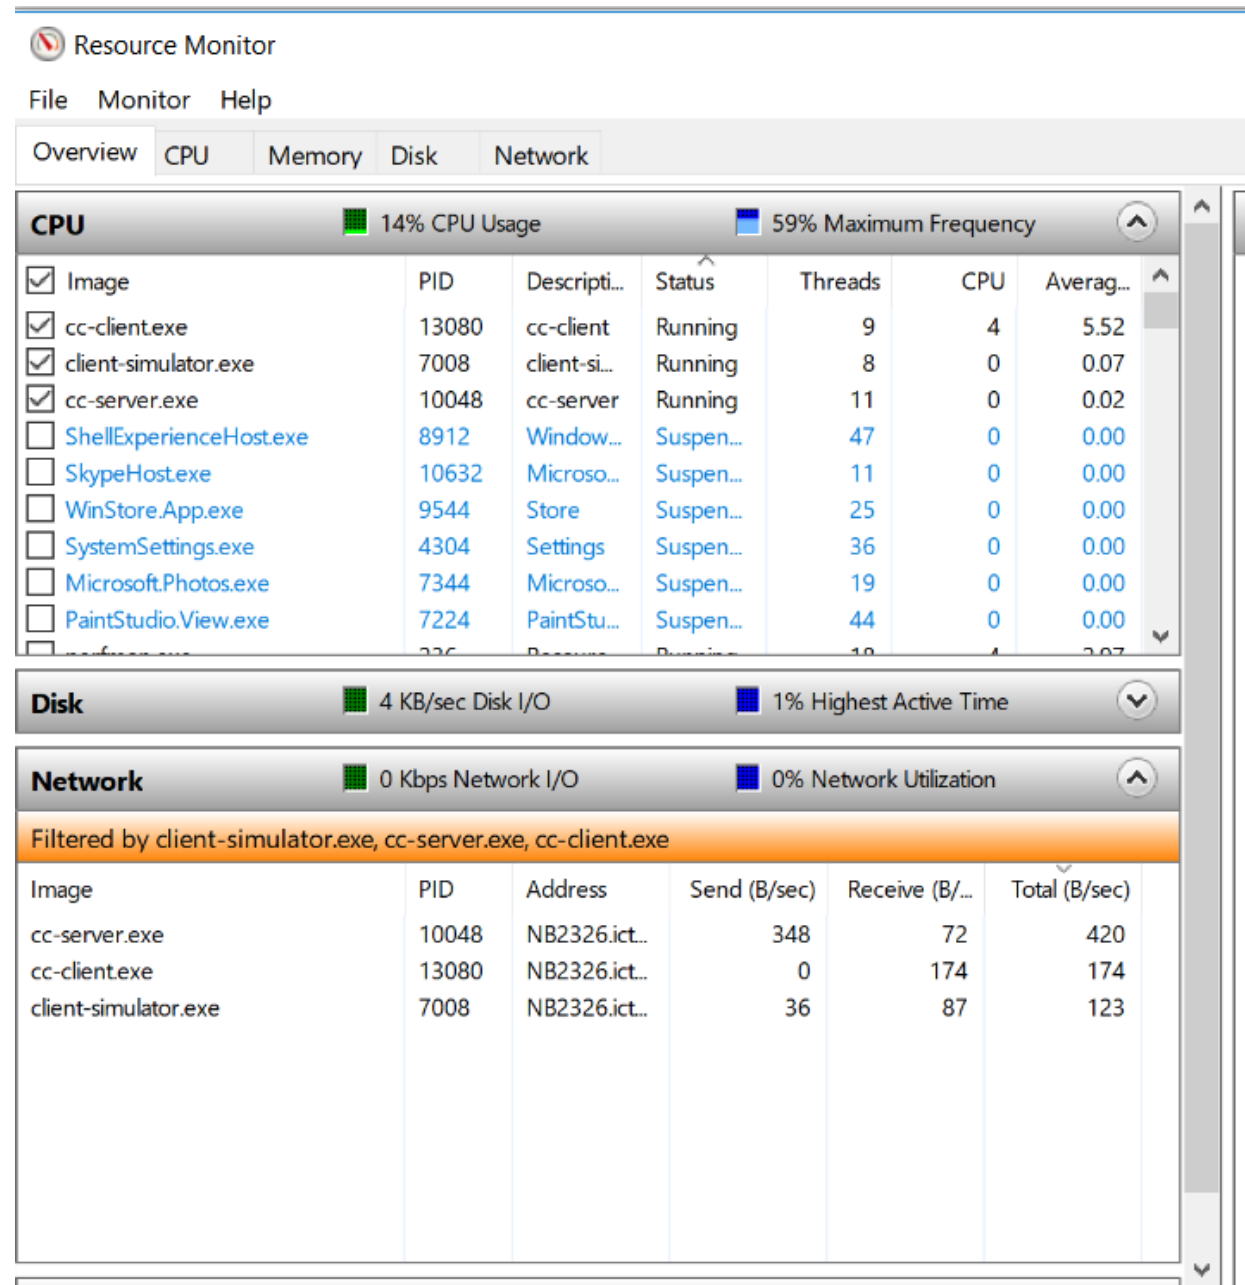 Resource Monitor
File Monitor Help
Overview CPU Memory Disk Network
CPU 14% CPU Usage 59% Maximum Frequency
Image PID Descripti... Status Threads CPU Averag...
cc-client.exe 13080 cc-client Running 9 4 5.52
client-simulator.exe 7008 client-si... Running 8 0 0.07
cc-server.exe 10048 cc-server Running 11 0 0.02
ShellExperienceHost.exe 8912 Window... Suspen... 47 0 0.00
SkypeHost.exe 10632 Microso... Suspen... 11 0 0.00
WinStore.App.exe 9544 Store Suspen... 25 0 0.00
SystemSettings.exe 4304 Settings Suspen... 36 0 0.00
Microsoft.Photos.exe 7344 Microso... Suspen... 19 0 0.00
PaintStudio.View.exe 7224 PaintStu... Suspen... 44 0 0.00
Disk 4 KB/sec Disk I/O 1% Highest Active Time
Network 0 Kbps Network I/O 0% Network Utilization
Filtered by client-simulator.exe, cc-server.exe, cc-client.exe
Image PID Address Send (B/sec) Receive (B/... Total (B/sec)
cc-server.exe 10048 NB2326.ict... 348 72 420
cc-client.exe 13080 NB2326.ict... 0 174 174
client-simulator.exe 7008 NB2326.ict... 36 87 123